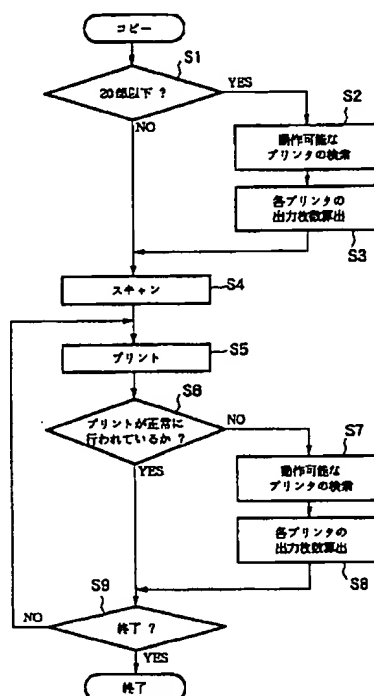 コピー
S1
20部以下 ?
YES
NO
S2
動作可能な
プリンタの検索
各プリンタの
出力枚数算出
S3
スキャン
S4
プリント
S5
S6
プリントが正常に
行われているか ?
NO
YES
S7
動作可能な
プリンタの検索
各プリンタの
出力枚数算出
S8
S9
終了 ?
NO
YES
終了